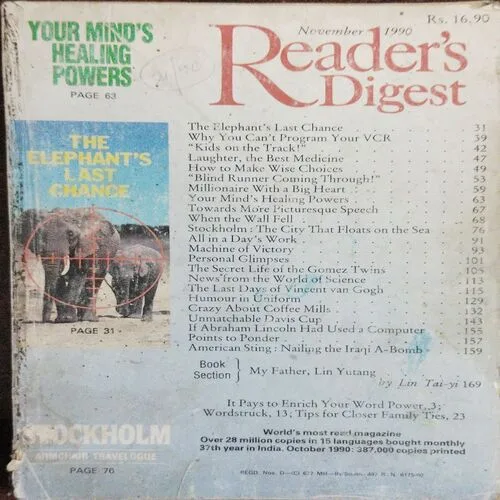 YOUR MIND'S
HEALING
POWERS
PAGE 63
Rs. 16.90
November 1990
Reader's
Digest
THE
ELEPHANT'S
LAST
CHANCE
PAGE 31
The Elephant's Last Chance 31
Why You Can't Program Your VCR 39
"Kids on the Track!" 42
Laughter, the Best Medicine 47
How to Make Wise Choices 49
"Blind Runner Coming Through!" 53
Millionaire With a Big Heart 59
Your Mind's Healing Powers 63
Towards More Picturesque Speech 67
When the Wall Fell 68
Stockholm: The City That Floats on the Sea 76
All in a Day's Work 91
Machine of Victory 93
Personal Glimpses 101
The Secret Life of the Gomez Twins 105
News from the World of Science 113
The Last Days of Vincent van Gogh 115
Humour in Uniform 129
Crazy About Coffee Mills 132
Unmatchable Davis Cup 143
If Abraham Lincoln Had Used a Computer 155
Points to Ponder 157
American Sting: Nailing the Iraqi A-Bomb 159
Book
Section } My Father, Lin Yutang
by Lin Tai-yi 169
It Pays to Enrich Your Word Power, 3;
Wordstruck, 13; Tips for Closer Family Ties, 23
World's most read magazine
Over 28 million copies in 15 languages bought monthly
37th year in India. October 1990: 387,000 copies printed
STOCKHOLM
ARMCHAIR TRAVELOGUE
PAGE 76
REGD. Nos.